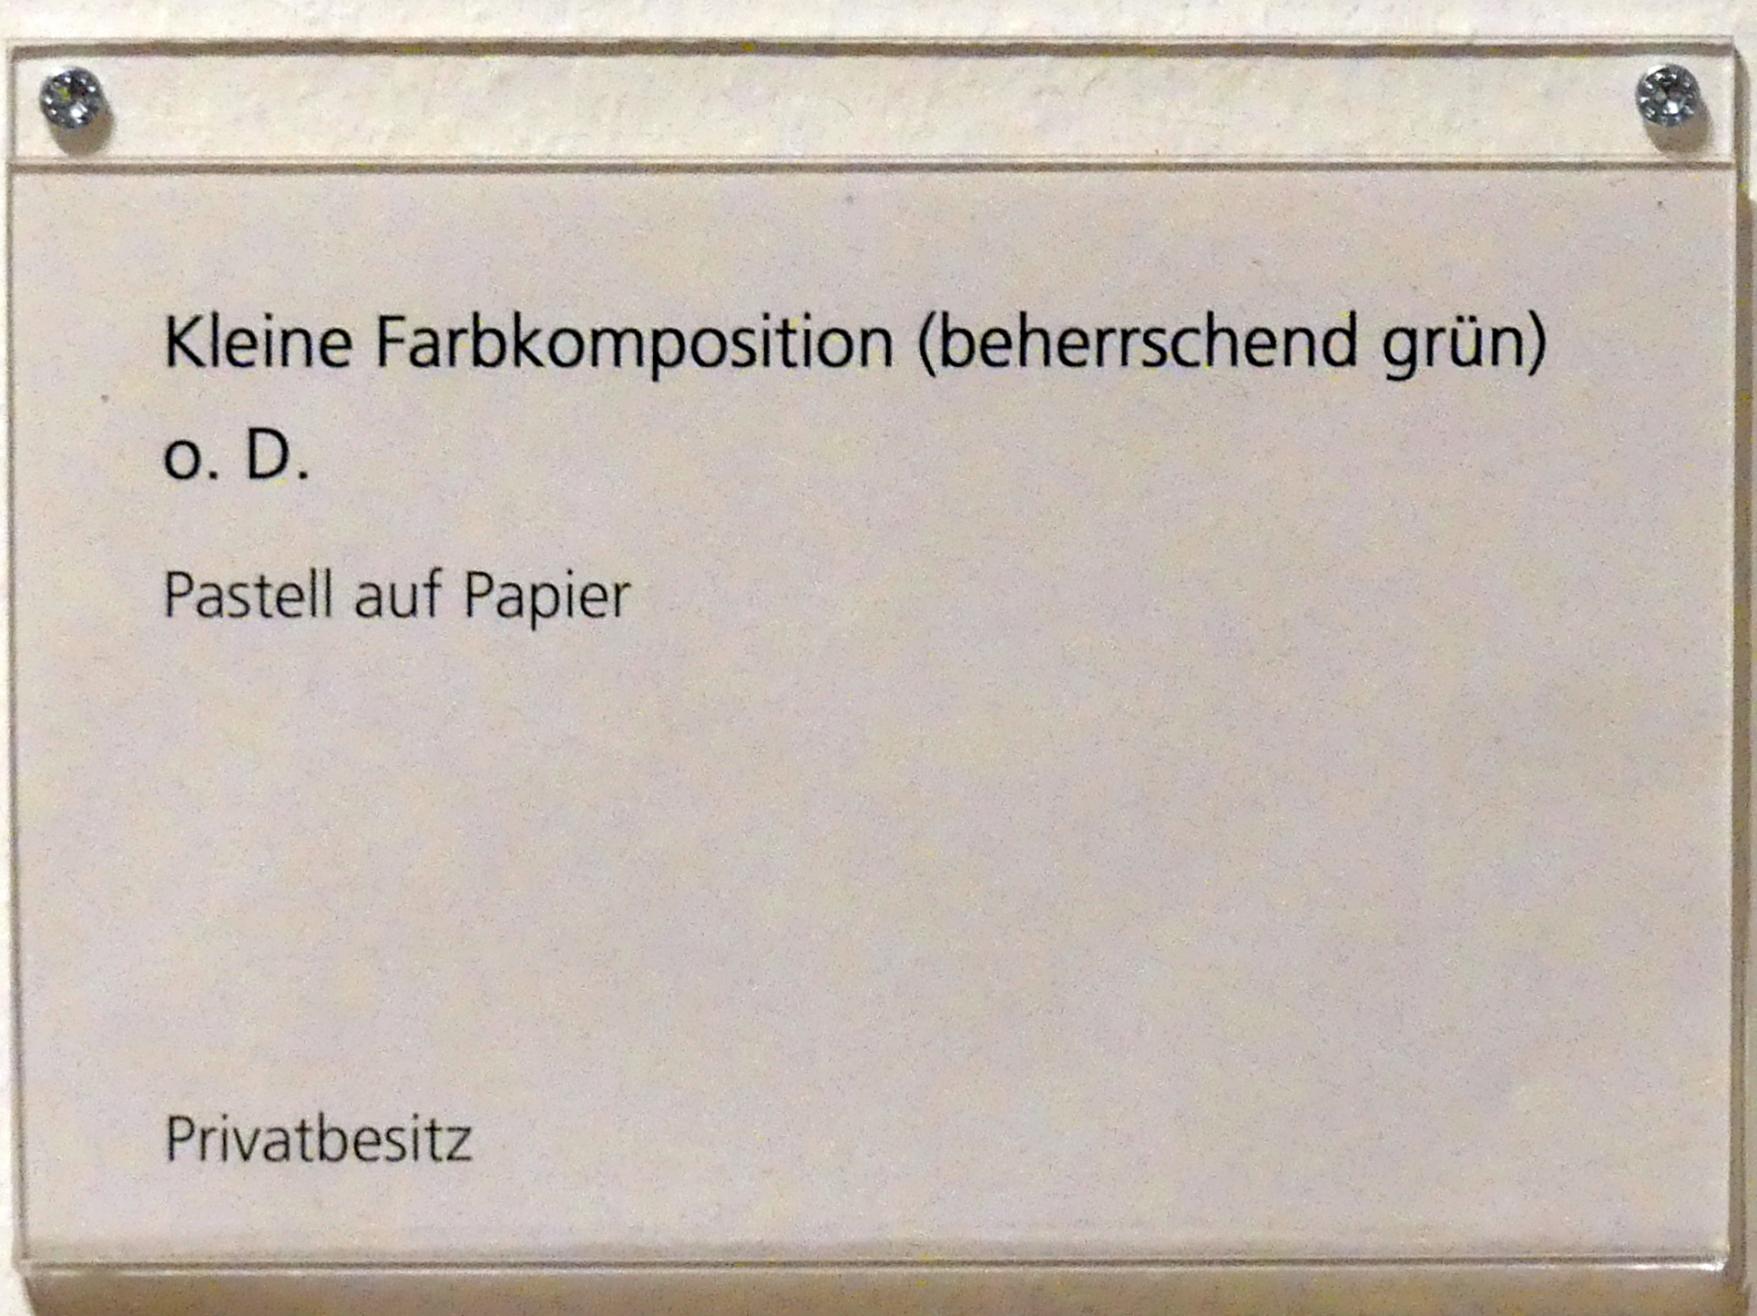 Kleine Farbkomposition (beherrschend grün)
o. D.
Pastell auf Papier
Privatbesitz